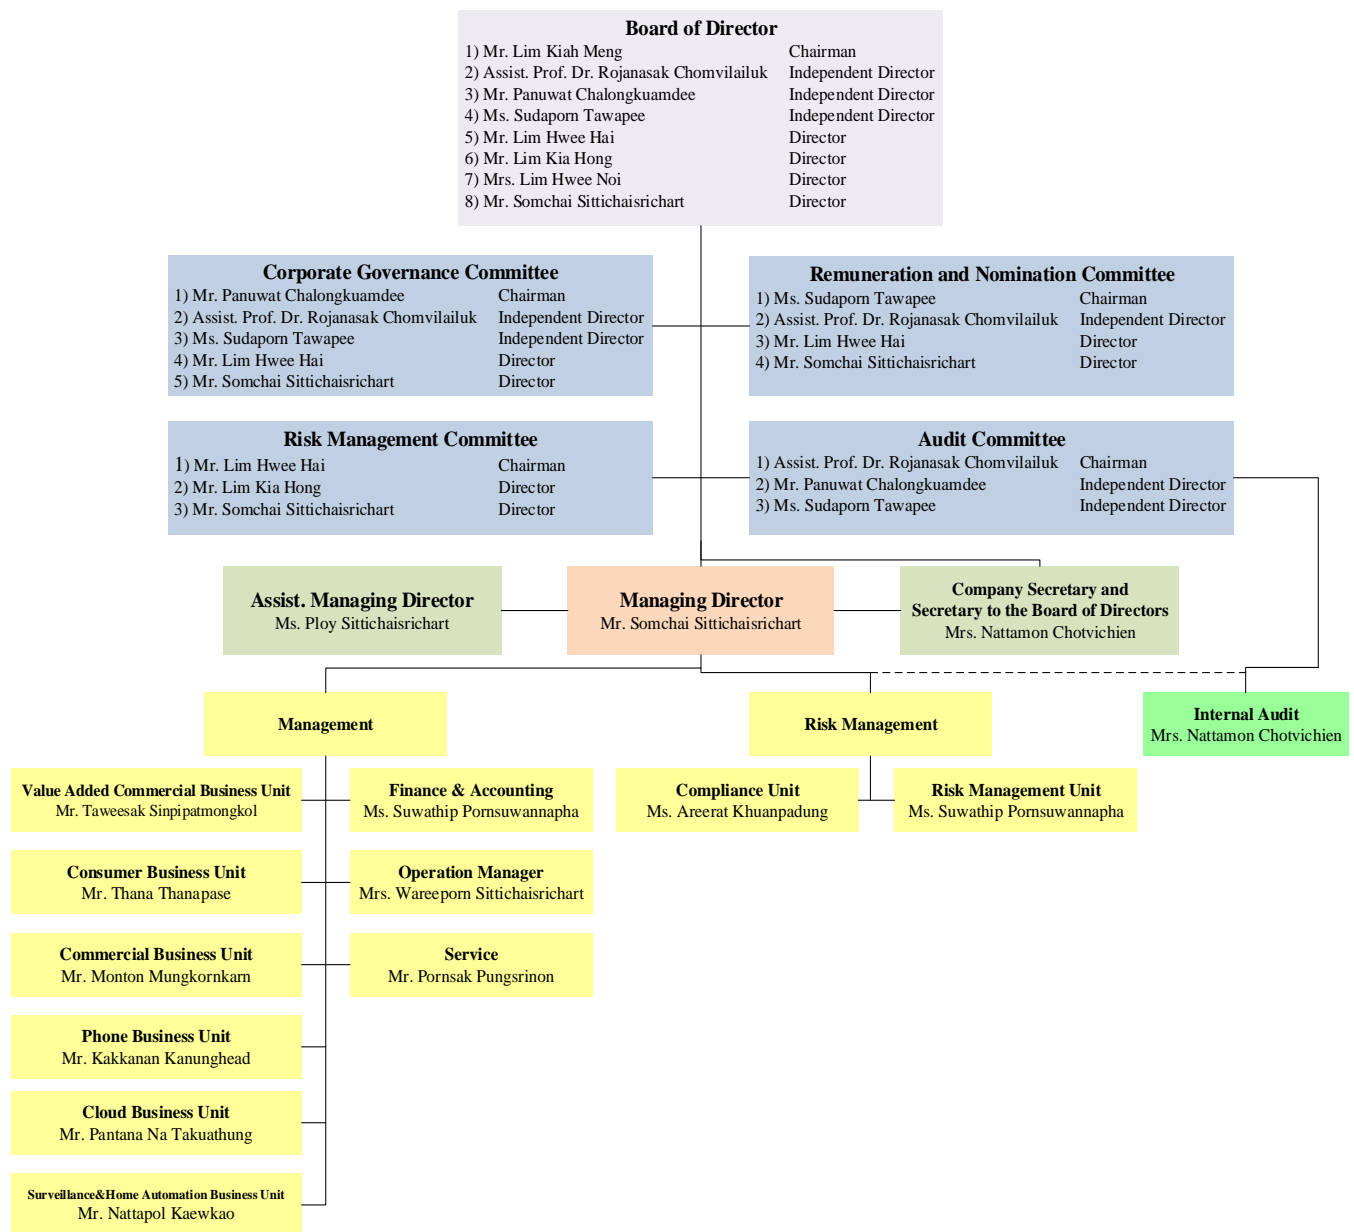 Board of Director
1) Mr. Lim Kiah Meng Chairman
2) Assist. Prof. Dr. Rojanasak Chomvilailuk Independent Director
3) Mr. Panuwat Chalongkuamdee Independent Director
4) Ms. Sudaporn Tawapee Independent Director
5) Mr. Lim Hwee Hai Director
6) Mr. Lim Kia Hong Director
7) Mrs. Lim Hwee Noi Director
8) Mr. Somchai Sittichaisrichart Director
Corporate Governance Committee
1) Mr. Panuwat Chalongkuamdee Chairman
2) Assist. Prof. Dr. Rojanasak Chomvilailuk Independent Director
3) Ms. Sudaporn Tawapee Independent Director
4) Mr. Lim Hwee Hai Director
5) Mr. Somchai Sittichaisrichart Director
Remuneration and Nomination Committee
1) Ms. Sudaporn Tawapee Chairman
2) Assist. Prof. Dr. Rojanasak Chomvilailuk Independent Director
3) Mr. Lim Hwee Hai Director
4) Mr. Somchai Sittichaisrichart Director
Risk Management Committee
1) Mr. Lim Hwee Hai Chairman
2) Mr. Lim Kia Hong Director
3) Mr. Somchai Sittichaisrichart Director
Audit Committee
1) Assist. Prof. Dr. Rojanasak Chomvilailuk Chairman
2) Mr. Panuwat Chalongkuamdee Independent Director
3) Ms. Sudaporn Tawapee Independent Director
Assist. Managing Director
Ms. Ploy Sittichaisrichart
Managing Director
Mr. Somchai Sittichaisrichart
Company Secretary and
Secretary to the Board of Directors
Mrs. Nattamon Chotvichien
Management
Risk Management
Internal Audit
Mrs. Nattamon Chotvichien
Value Added Commercial Business Unit
Mr. Taweesak Sinpipatmongkol
Finance & Accounting
Ms. Suwathip Pornsuwannapha
Compliance Unit
Ms. Areerat Khuanpadung
Risk Management Unit
Ms. Suwathip Pornsuwannapha
Consumer Business Unit
Mr. Thana Thanapase
Operation Manager
Mrs. Wareeporn Sittichaisrichart
Commercial Business Unit
Mr. Monton Mungkornkarn
Service
Mr. Pornsak Pungsrinon
Phone Business Unit
Mr. Kakkanan Kanunghead
Cloud Business Unit
Mr. Pantana Na Takuathung
Surveillance&Home Automation Business Unit
Mr. Nattapol Kaewkao